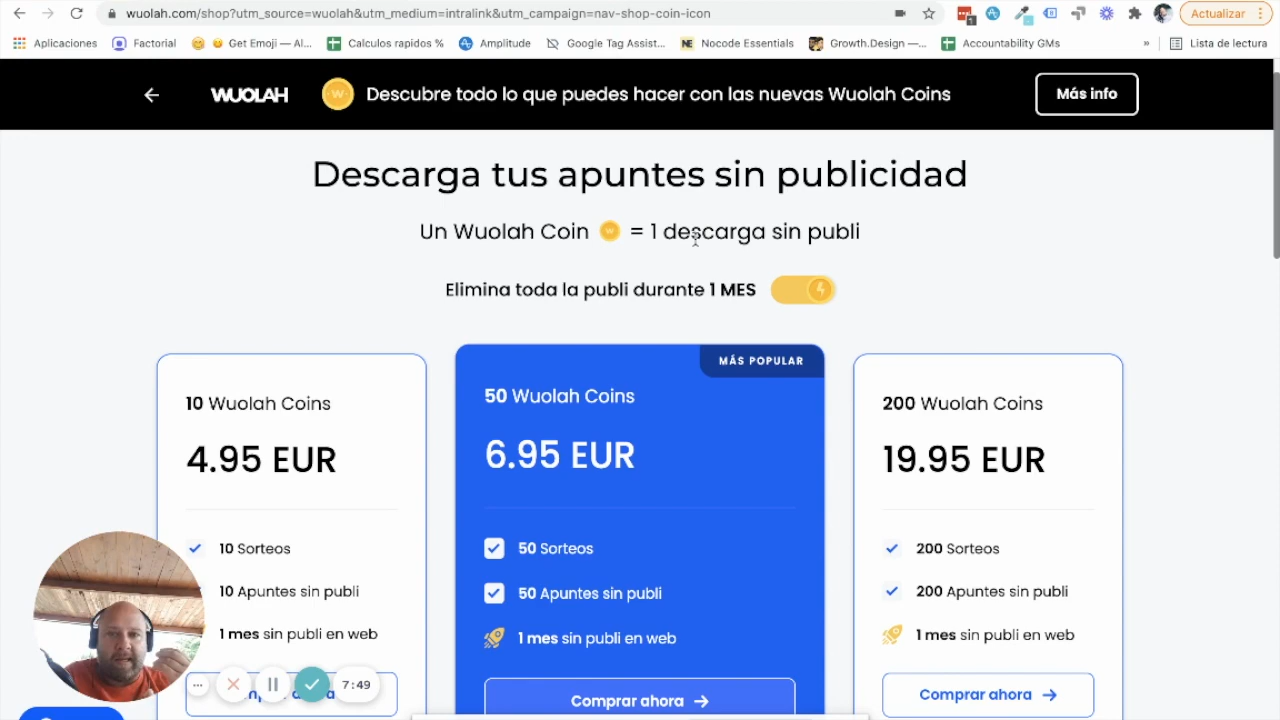 wuolah.com/shop?utm_source=wuolah&utm_medium=intralink&utm_campaign=nav-shop-coin-icon
Actualizar
Aplicaciones
Factorial
Get Emoji — Al...
Calculos rapidos %
Amplitude
Google Tag Assist...
NE Nocode Essentials
Growth.Design —...
Accountability GMs
»
Lista de lectura
WUOLAH
W
Descubre todo lo que puedes hacer con las nuevas Wuolah Coins
Más info
Descarga tus apuntes sin publicidad
Un Wuolah Coin W = 1 descarga sin publi
Elimina toda la publi durante 1 MES
10 Wuolah Coins
4.95 EUR
10 Sorteos
10 Apuntes sin publi
1 mes sin publi en web
MÁS POPULAR
50 Wuolah Coins
6.95 EUR
50 Sorteos
50 Apuntes sin publi
1 mes sin publi en web
Comprar ahora →
200 Wuolah Coins
19.95 EUR
200 Sorteos
200 Apuntes sin publi
1 mes sin publi en web
Comprar ahora →
7:49